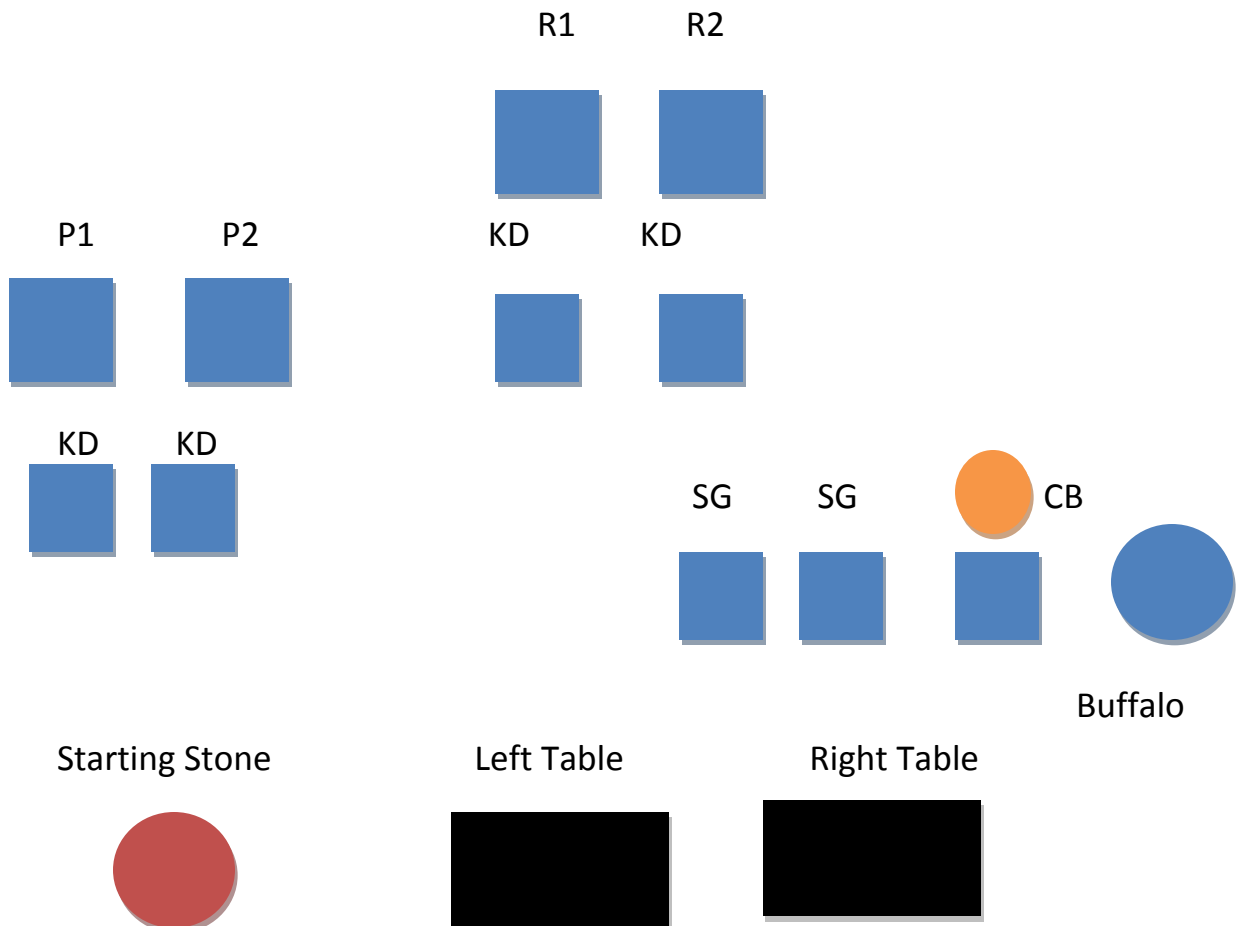 R1 R2
P1 P2 KD KD
KD KD
SG SG CB
Buffalo
Starting Stone Left Table Right Table